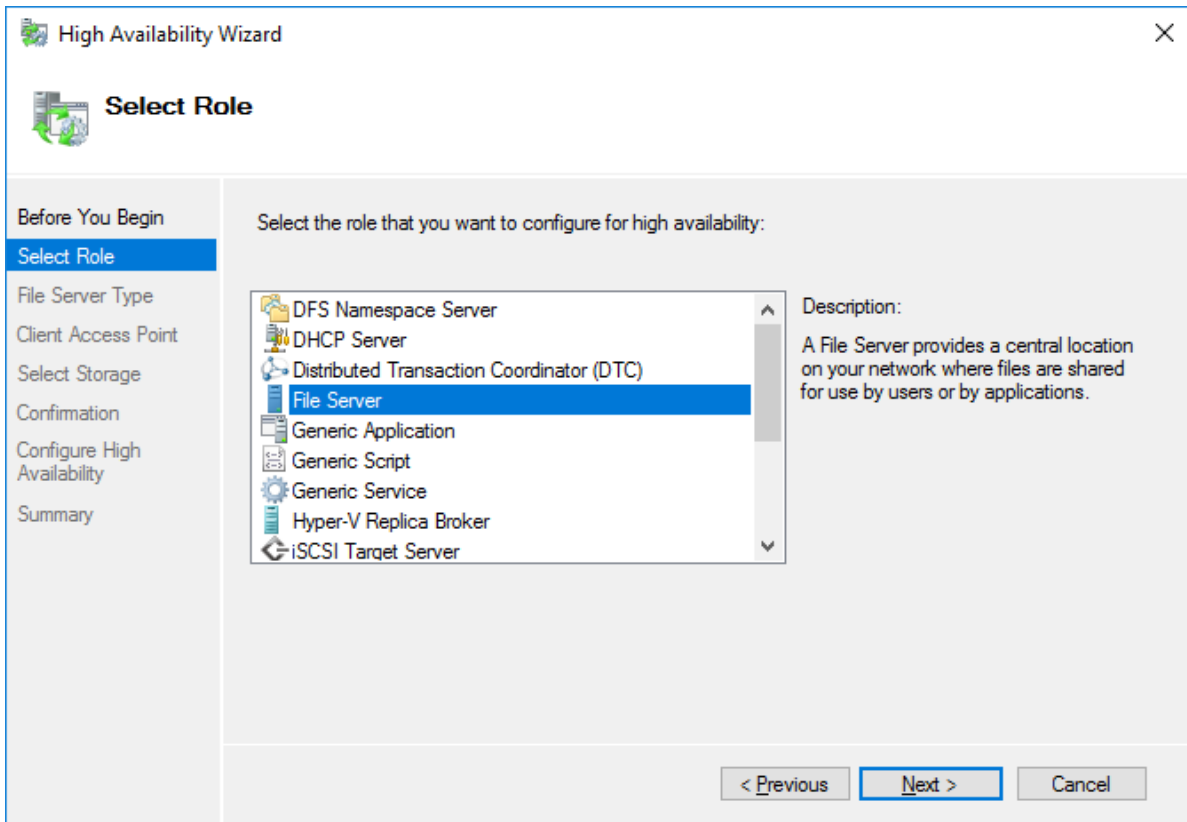 High Availability Wizard
Select Role
Before You Begin
Select Role
File Server Type
Client Access Point
Select Storage
Confirmation
Configure High
Availability
Summary
Select the role that you want to configure for high availability:
DFS Namespace Server
DHCP Server
Distributed Transaction Coordinator (DTC)
File Server
Generic Application
Generic Script
Generic Service
Hyper-V Replica Broker
iSCSI Target Server
Description:
A File Server provides a central location
on your network where files are shared
for use by users or by applications.
< Previous
Next >
Cancel